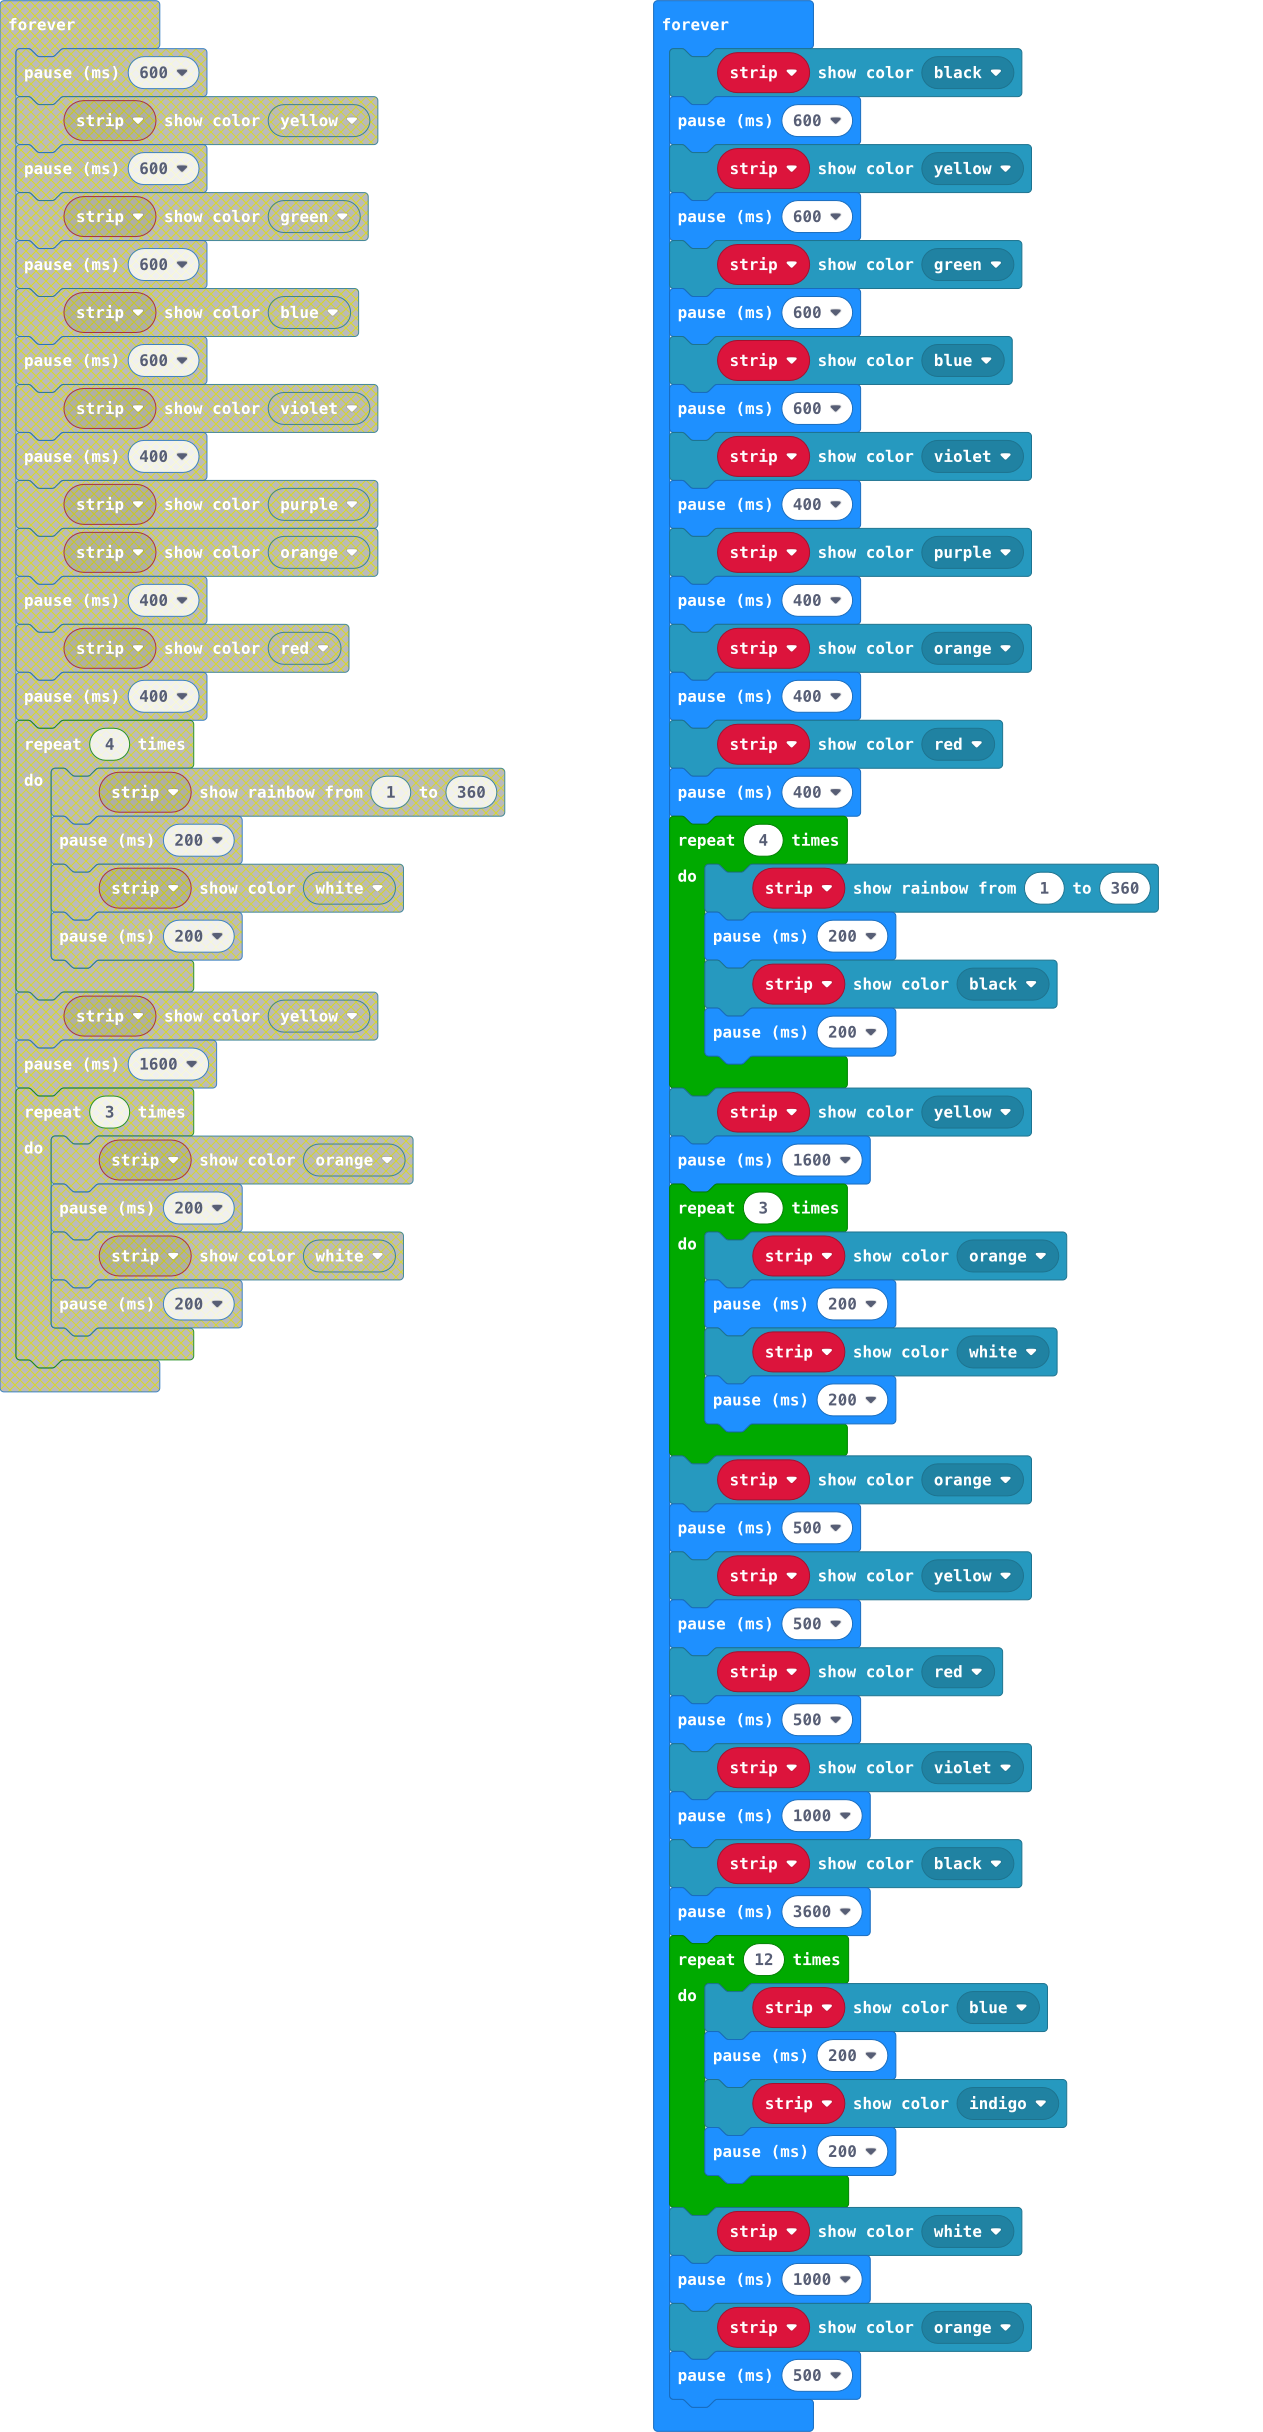 forever
pause (ms) 600
strip show color yellow
pause (ms) 600
strip show color green
pause (ms) 600
strip show color blue
pause (ms) 600
strip show color violet
pause (ms) 400
strip show color purple
strip show color orange
pause (ms) 400
strip show color red
pause (ms) 400
repeat 4 times
do
strip show rainbow from 1 to 360
pause (ms) 200
strip show color white
pause (ms) 200
strip show color yellow
pause (ms) 1600
repeat 3 times
do
strip show color orange
pause (ms) 200
strip show color white
pause (ms) 200
forever
strip show color black
pause (ms) 600
strip show color yellow
pause (ms) 600
strip show color green
pause (ms) 600
strip show color blue
pause (ms) 600
strip show color violet
pause (ms) 400
strip show color purple
pause (ms) 400
strip show color orange
pause (ms) 400
strip show color red
pause (ms) 400
repeat 4 times
do
strip show rainbow from 1 to 360
pause (ms) 200
strip show color black
pause (ms) 200
strip show color yellow
pause (ms) 1600
repeat 3 times
do
strip show color orange
pause (ms) 200
strip show color white
pause (ms) 200
strip show color orange
pause (ms) 500
strip show color yellow
pause (ms) 500
strip show color red
pause (ms) 500
strip show color violet
pause (ms) 1000
strip show color black
pause (ms) 3600
repeat 12 times
do
strip show color blue
pause (ms) 200
strip show color indigo
pause (ms) 200
strip show color white
pause (ms) 1000
strip show color orange
pause (ms) 500